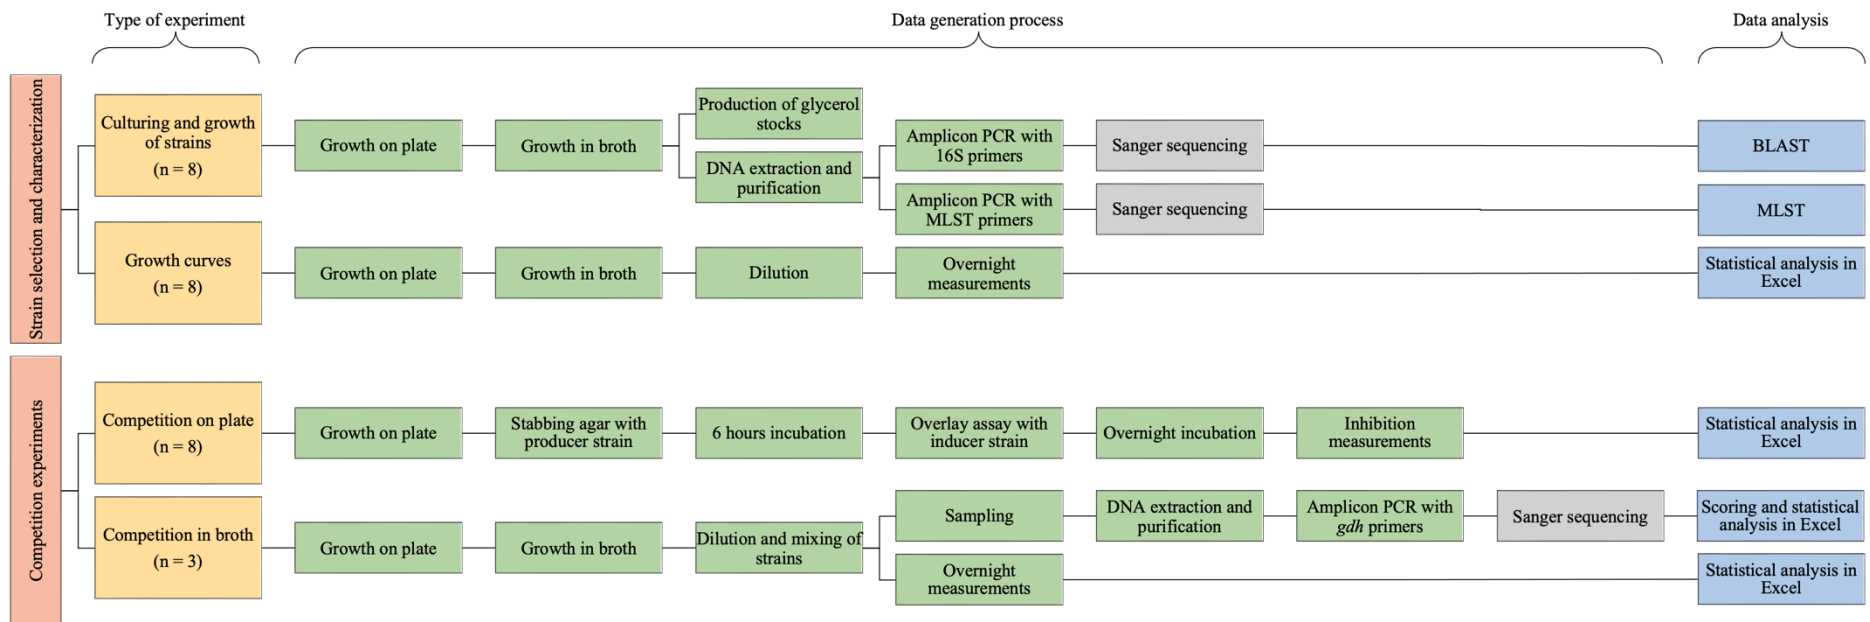 Type of experiment
Data generation process
Data analysis
Strain selection and characterization
Culturing and growth
of strains
(n = 8)
Growth on plate
Growth in broth
Production of glycerol
stocks
DNA extraction and
purification
Amplicon PCR with
16S primers
Sanger sequencing
BLAST
Amplicon PCR with
MLST primers
Sanger sequencing
MLST
Growth curves
(n = 8)
Growth on plate
Growth in broth
Dilution
Overnight
measurements
Statistical analysis in
Excel
Competition experiments
Competition on plate
(n = 8)
Growth on plate
Stabbing agar with
producer strain
6 hours incubation
Overlay assay with
inducer strain
Overnight incubation
Inhibition
measurements
Statistical analysis in
Excel
Competition in broth
(n = 3)
Growth on plate
Growth in broth
Dilution and mixing of
strains
Sampling
DNA extraction and
purification
Amplicon PCR with
gdh primers
Sanger sequencing
Scoring and statistical
analysis in Excel
Overnight
measurements
Statistical analysis in
Excel